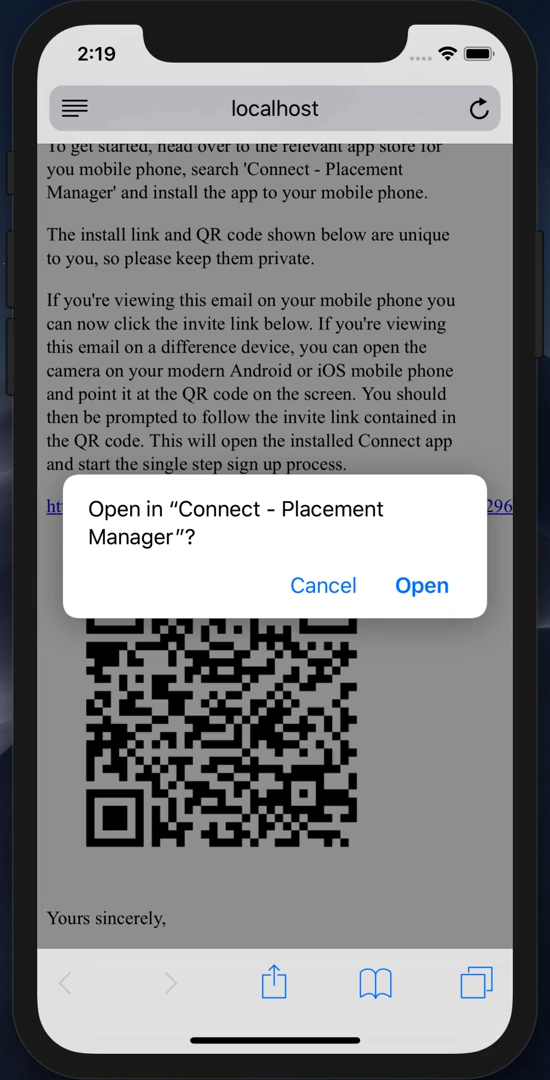 2:19
localhost
To get started, head over to the relevant app store for
you mobile phone, search 'Connect - Placement
Manager' and install the app to your mobile phone.
The install link and QR code shown below are unique
to you, so please keep them private.
If you're viewing this email on your mobile phone you
can now click the invite link below. If you're viewing
this email on a difference device, you can open the
camera on your modern Android or iOS mobile phone
and point it at the QR code on the screen. You should
then be prompted to follow the invite link contained in
the QR code. This will open the installed Connect app
and start the single step sign up process.
ht 296
Open in “Connect - Placement
Manager”?
Cancel Open
Yours sincerely,